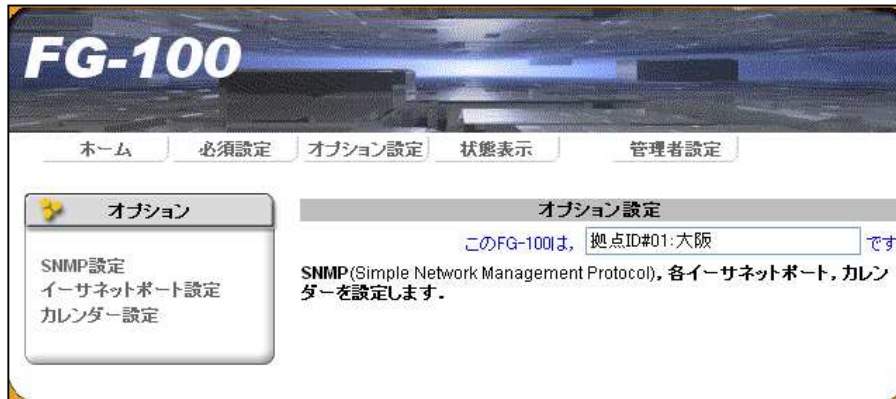 FG-100
ホーム 必須設定 オプション設定 状態表示 管理者設定
オプション
SNMP設定
イーサネットポート設定
カレンダー設定
オプション設定
このFG-100は, 拠点ID#01:大阪 です
SNMP(Simple Network Management Protocol), 各イーサネットポート, カレン
ダーを設定します.